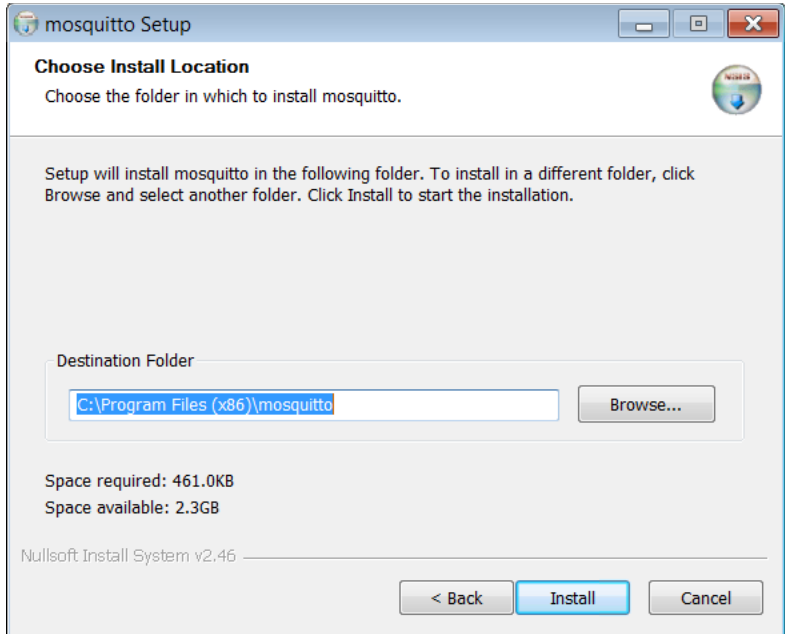 mosquitto Setup
Choose Install Location
Choose the folder in which to install mosquitto.
Setup will install mosquitto in the following folder. To install in a different folder, click
Browse and select another folder. Click Install to start the installation.
Destination Folder
C:\Program Files (x86)\mosquitto
Browse...
Space required: 461.0KB
Space available: 2.3GB
Nullsoft Install System v2.46
< Back
Install
Cancel